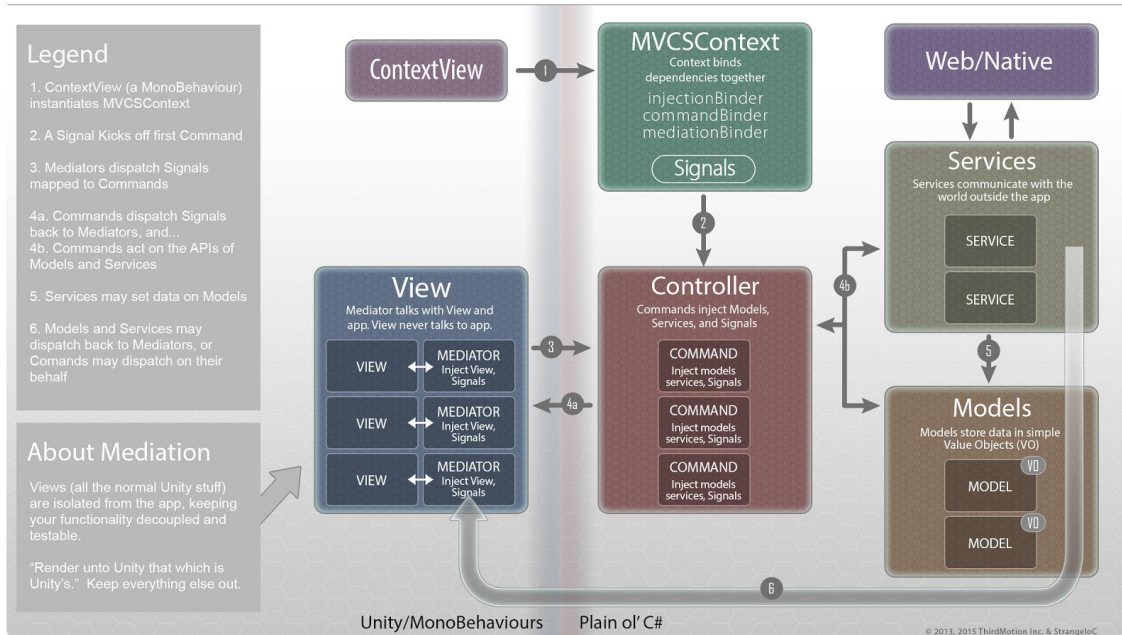 Legend
1. ContextView (a MonoBehaviour)
instantiates MVCSContext
2. A Signal Kicks off first Command
3. Mediators dispatch Signals
mapped to Commands
4a. Commands dispatch Signals
back to Mediators, and...
4b. Commands act on the APIs of
Models and Services
5. Services may set data on Models
6. Models and Services may
dispatch back to Mediators, or
Comands may dispatch on their
behalf
About Mediation
Views (all the normal Unity stuff)
are isolated from the app, keeping
your functionality decoupled and
testable.
“Render unto Unity that which is
Unity’s.” Keep everything else out.
ContextView
1
MVCSContext
Context binds
dependencies together
injectionBinder
commandBinder
mediationBinder
Signals
2
Web/Native
Services
Services communicate with the
world outside the app
SERVICE
SERVICE
View
Mediator talks with View and
app. View never talks to app.
VIEW
MEDIATOR
Inject View,
Signals
VIEW
MEDIATOR
Inject View,
Signals
VIEW
MEDIATOR
Inject View,
Signals
3
4a
Controller
Commands inject Models,
Services, and Signals
COMMAND
Inject models
services, Signals
COMMAND
Inject models
services, Signals
COMMAND
Inject models
services, Signals
4b
5
Models
Models store data in simple
Value Objects (VO)
VO
MODEL
VO
MODEL
6
Unity/MonoBehaviours
Plain ol’ C#
© 2013, 2015 ThirdMotion Inc. & StrangeIoC